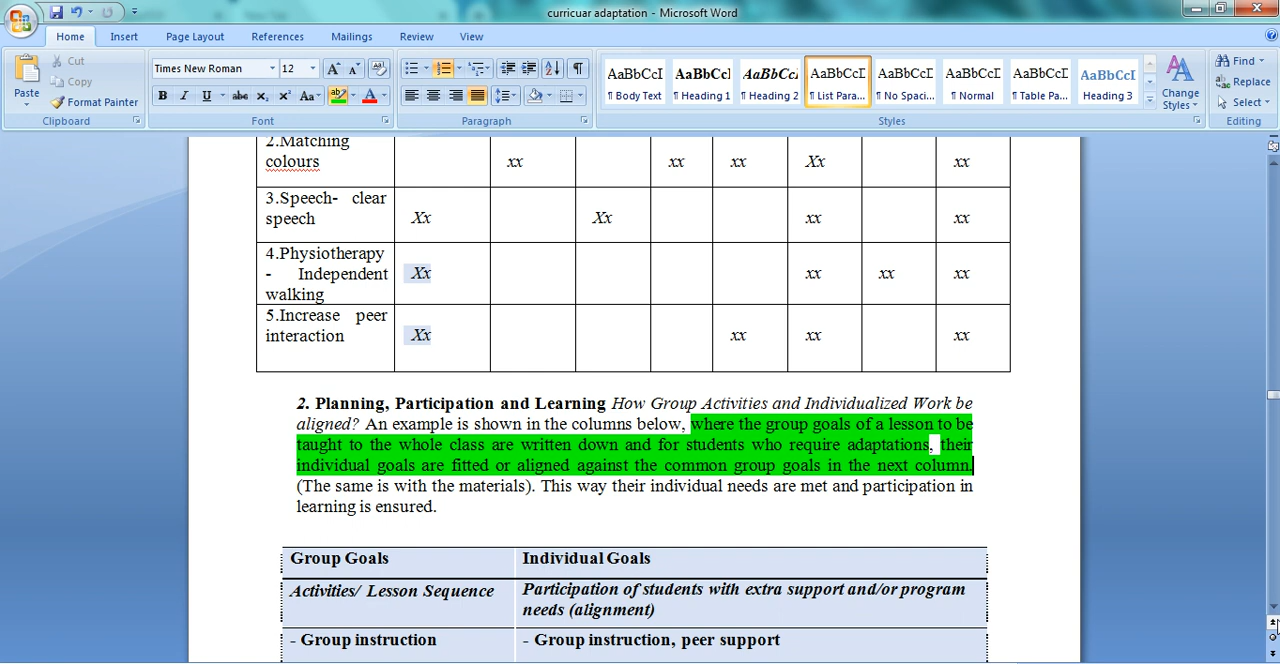 curricuar adaptation - Microsoft Word
Home Insert Page Layout References Mailings Review View
Paste
Cut
Copy
Format Painter
Clipboard
Times New Roman 12
B I U abc X₂ X² Aa
Font
Paragraph
AaBbCcI AaBbCcl AaBbCc. AaBbCcD AaBbCcD AaBbCcD AaBbCcD AaBbCcI
¶ Body Text Heading 1 Heading 2 ¶ List Para... ¶ No Spaci... ¶ Normal ¶ Table Pa... Heading 3
Change Styles
Styles
Find
Replace
Select
Editing
2.Matching
colours xx xx xx Xx xx
3.Speech- clear
speech Xx Xx xx xx
4.Physiotherapy
- Independent Xx xx xx xx
walking
5.Increase peer
interaction Xx xx xx xx
2. Planning, Participation and Learning How Group Activities and Individualized Work be
aligned? An example is shown in the columns below, where the group goals of a lesson to be
taught to the whole class are written down and for students who require adaptations, their
individual goals are fitted or aligned against the common group goals in the next column.
(The same is with the materials). This way their individual needs are met and participation in
learning is ensured.
Group Goals Individual Goals
Activities/ Lesson Sequence Participation of students with extra support and/or program
needs (alignment)
- Group instruction - Group instruction, peer support